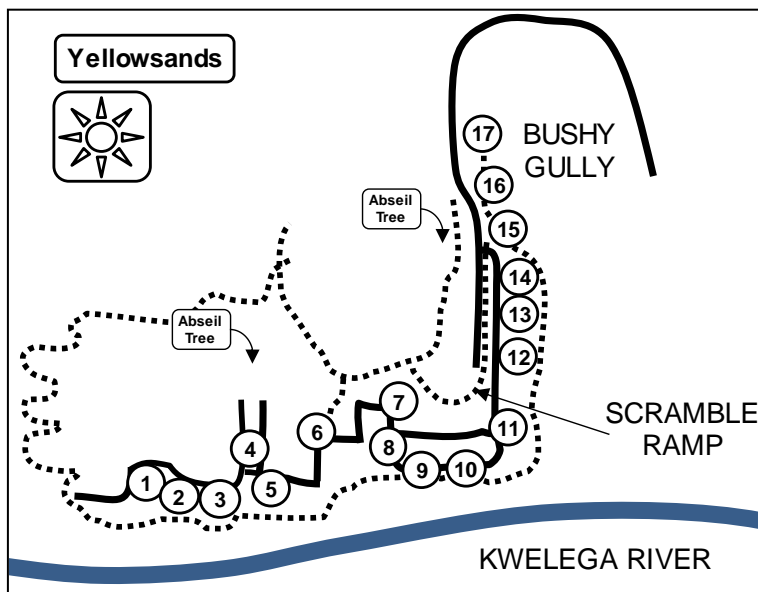 Yellowsands
17
BUSHY
GULLY
16
Abseil
Tree
15
14
13
Abseil
Tree
12
7
SCRAMBLE
RAMP
11
6
4
8
9
10
1
2
3
5
KWELEGA RIVER